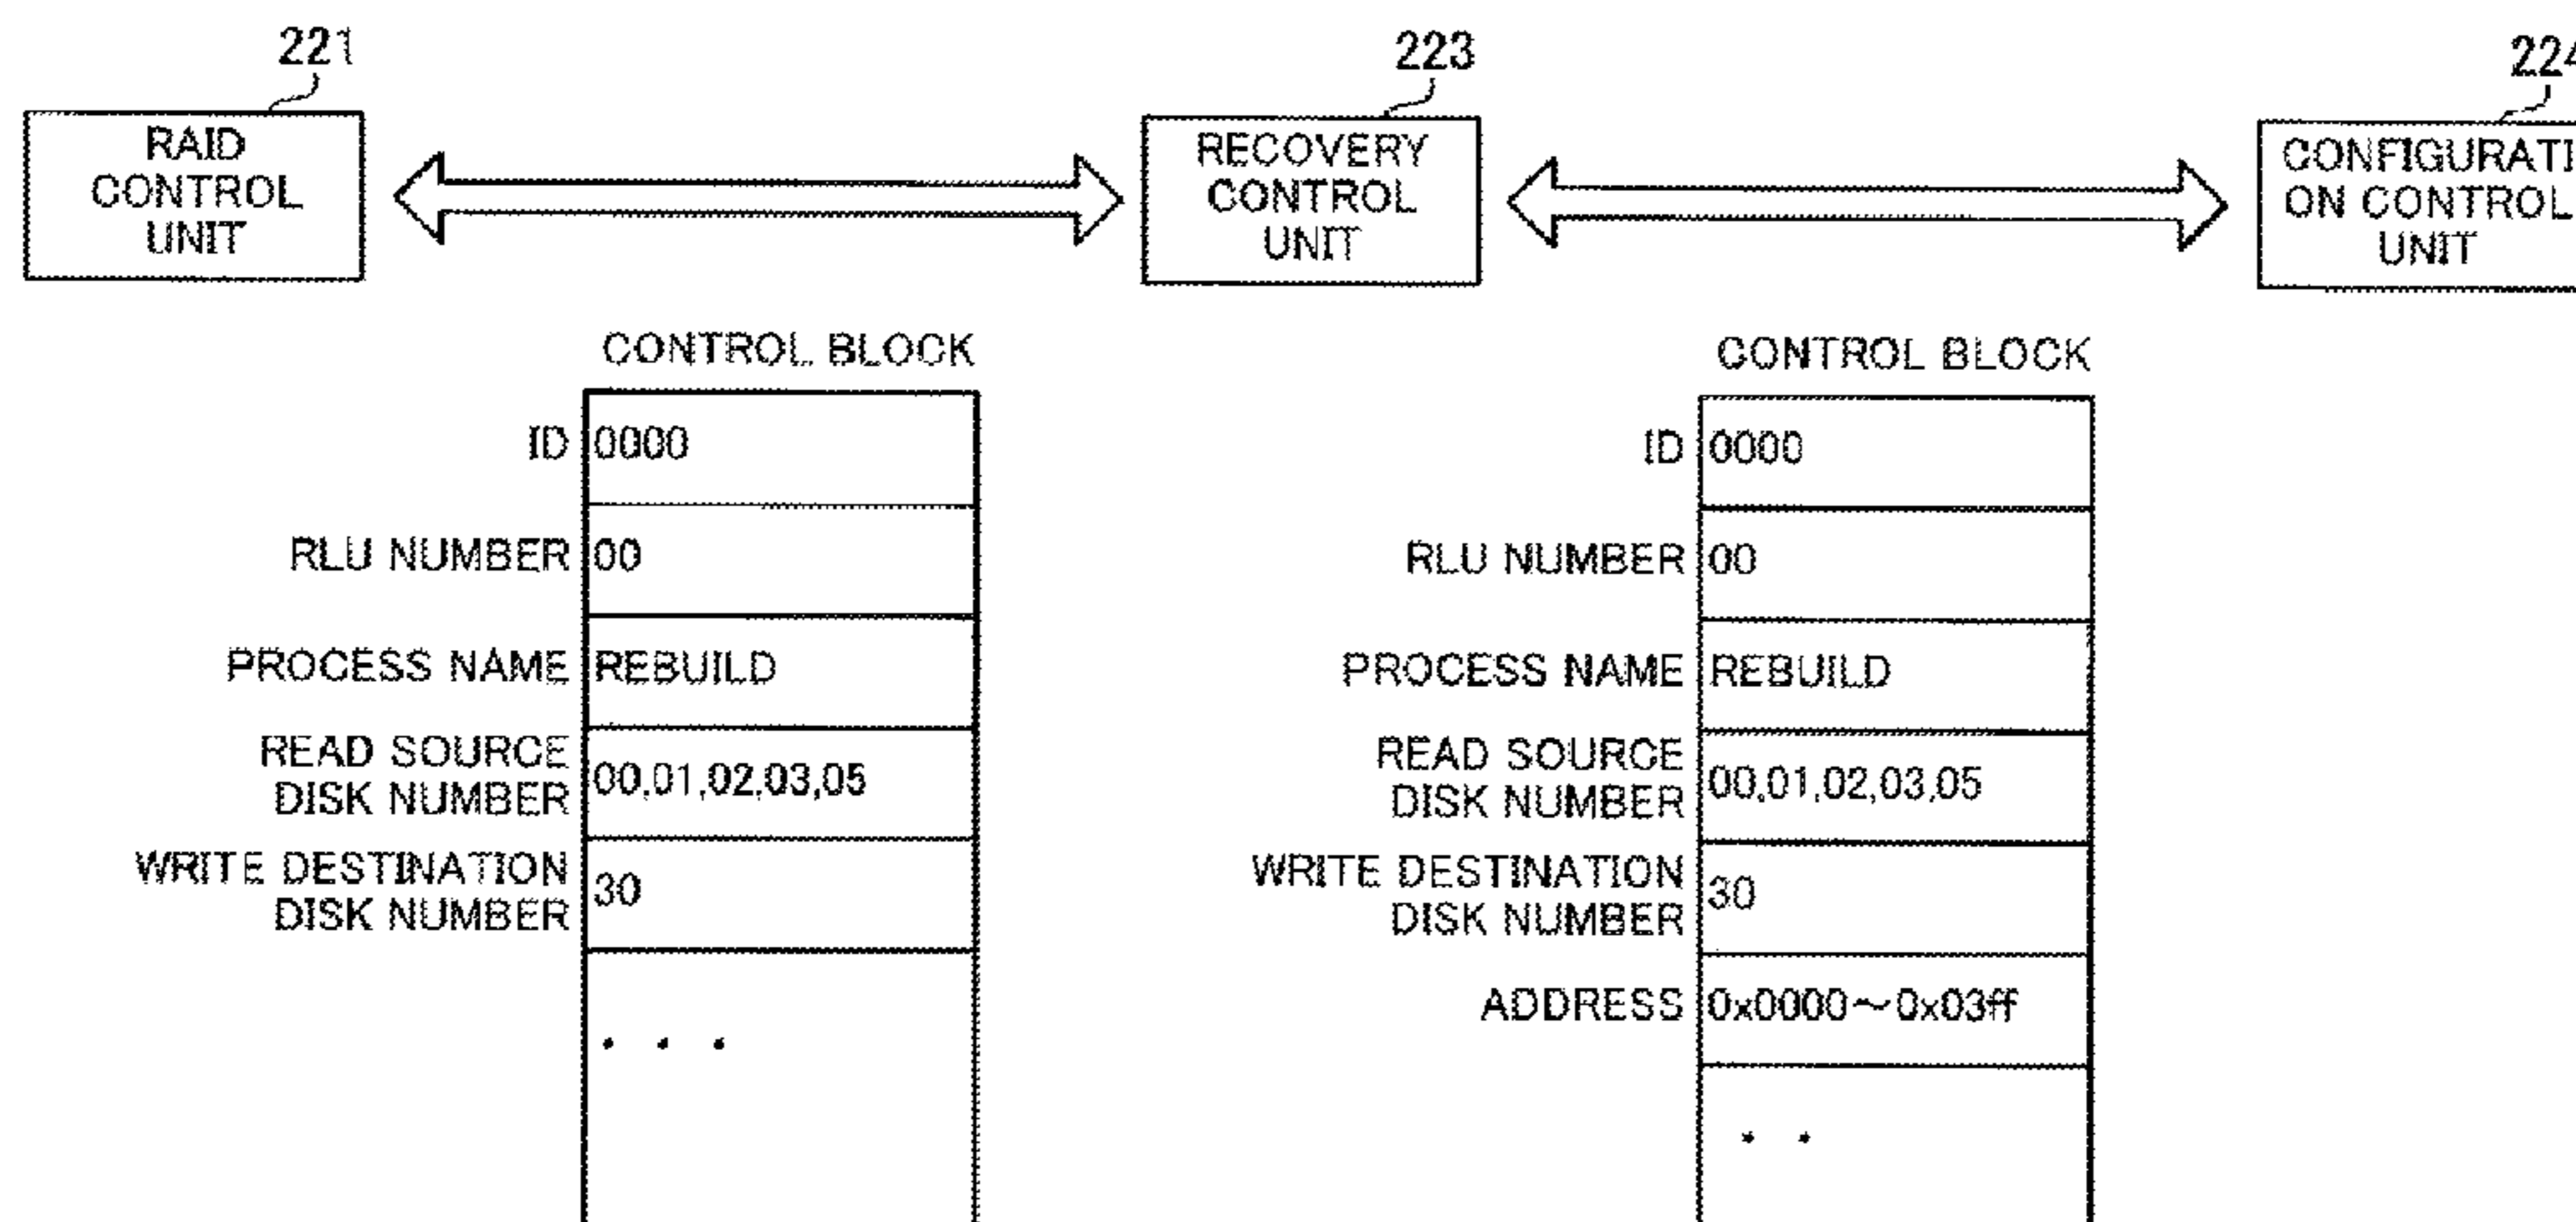 221
223
224
RAID
CONTROL
UNIT
RECOVERY
CONTROL
UNIT
CONFIGURATI
ON CONTROL
UNIT
CONTROL BLOCK
ID 0000
RLU NUMBER 00
PROCESS NAME REBUILD
READ SOURCE
DISK NUMBER 00,01,02,03,05
WRITE DESTINATION
DISK NUMBER 30
. . .
CONTROL BLOCK
ID 0000
RLU NUMBER 00
PROCESS NAME REBUILD
READ SOURCE
DISK NUMBER 00,01,02,03,05
WRITE DESTINATION
DISK NUMBER 30
ADDRESS 0x0000~0x03ff
. .